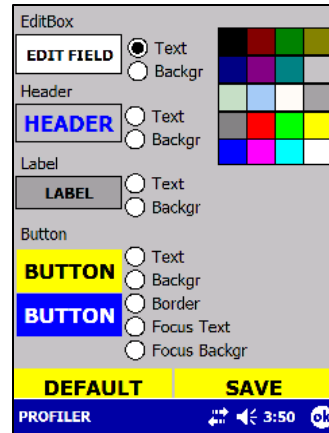 EditBox
EDIT FIELD Text
Backgr
Header
HEADER Text
Backgr
Label
LABEL Text
Backgr
Button
BUTTON Text
Backgr
BUTTON Border
Focus Text
Focus Backgr
DEFAULT SAVE
PROFILER 3:50 ok